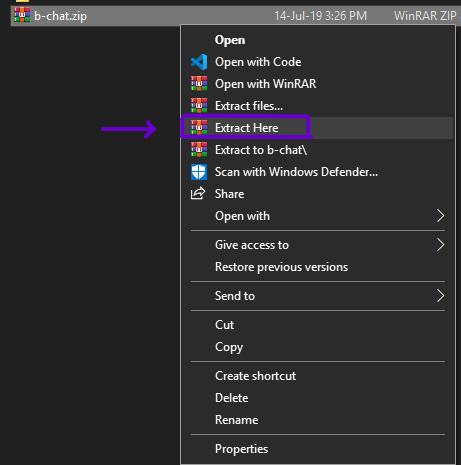 b-chat.zip 14-Jul-19 3:26 PM WinRAR ZIP
Open
Open with Code
Open with WinRAR
Extract files...
Extract Here
Extract to b-chat\
Scan with Windows Defender...
Share
Open with
Give access to
Restore previous versions
Send to
Cut
Copy
Create shortcut
Delete
Rename
Properties